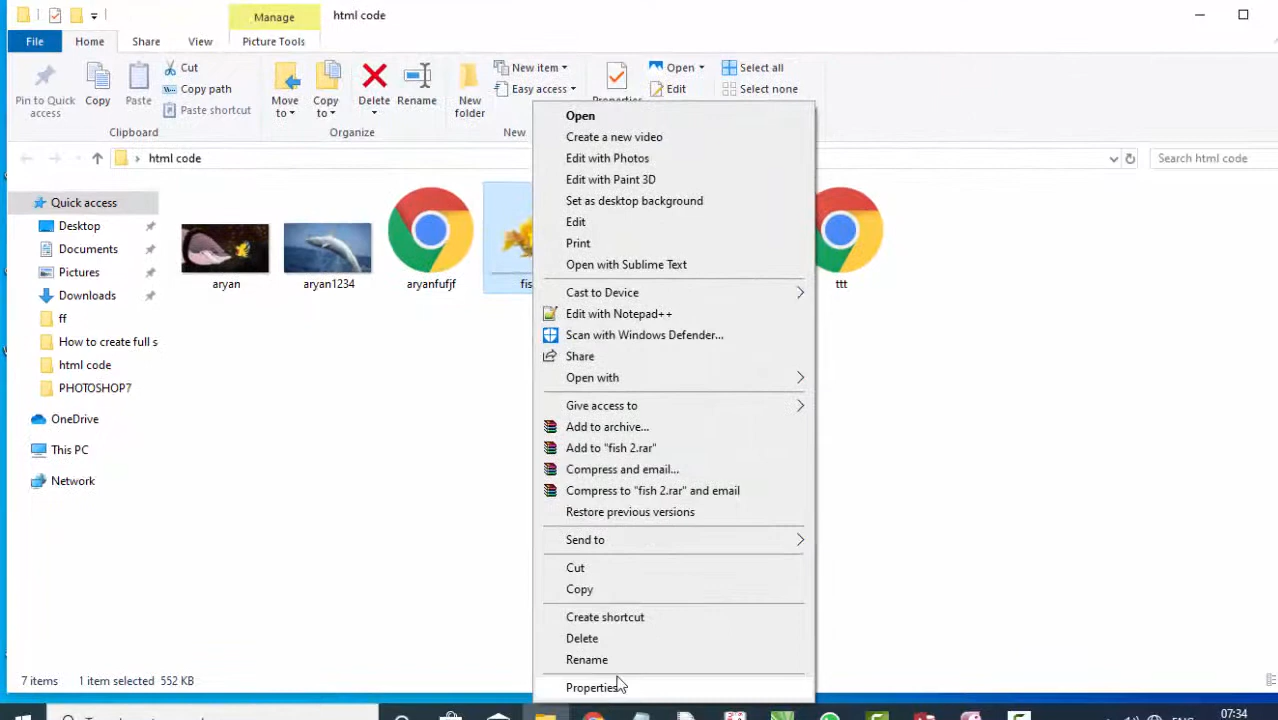 Manage
html code
File
Home
Share
View
Picture Tools
Pin to Quick access
Copy
Paste
Cut
Copy path
Paste shortcut
Move to
Copy to
Delete
Rename
New folder
New item
Easy access
Properties
Open
Edit
Select all
Select none
Clipboard
Organize
New
html code
Search html code
Quick access
Desktop
Documents
Pictures
Downloads
ff
How to create full s
html code
PHOTOSHOP7
OneDrive
This PC
Network
aryan
aryan1234
aryanfufjf
fis
ttt
Open
Create a new video
Edit with Photos
Edit with Paint 3D
Set as desktop background
Edit
Print
Open with Sublime Text
Cast to Device
Edit with Notepad++
Scan with Windows Defender...
Share
Open with
Give access to
Add to archive...
Add to "fish 2.rar"
Compress and email...
Compress to "fish 2.rar" and email
Restore previous versions
Send to
Cut
Copy
Create shortcut
Delete
Rename
Properties
7 items
1 item selected 552 KB
07:34